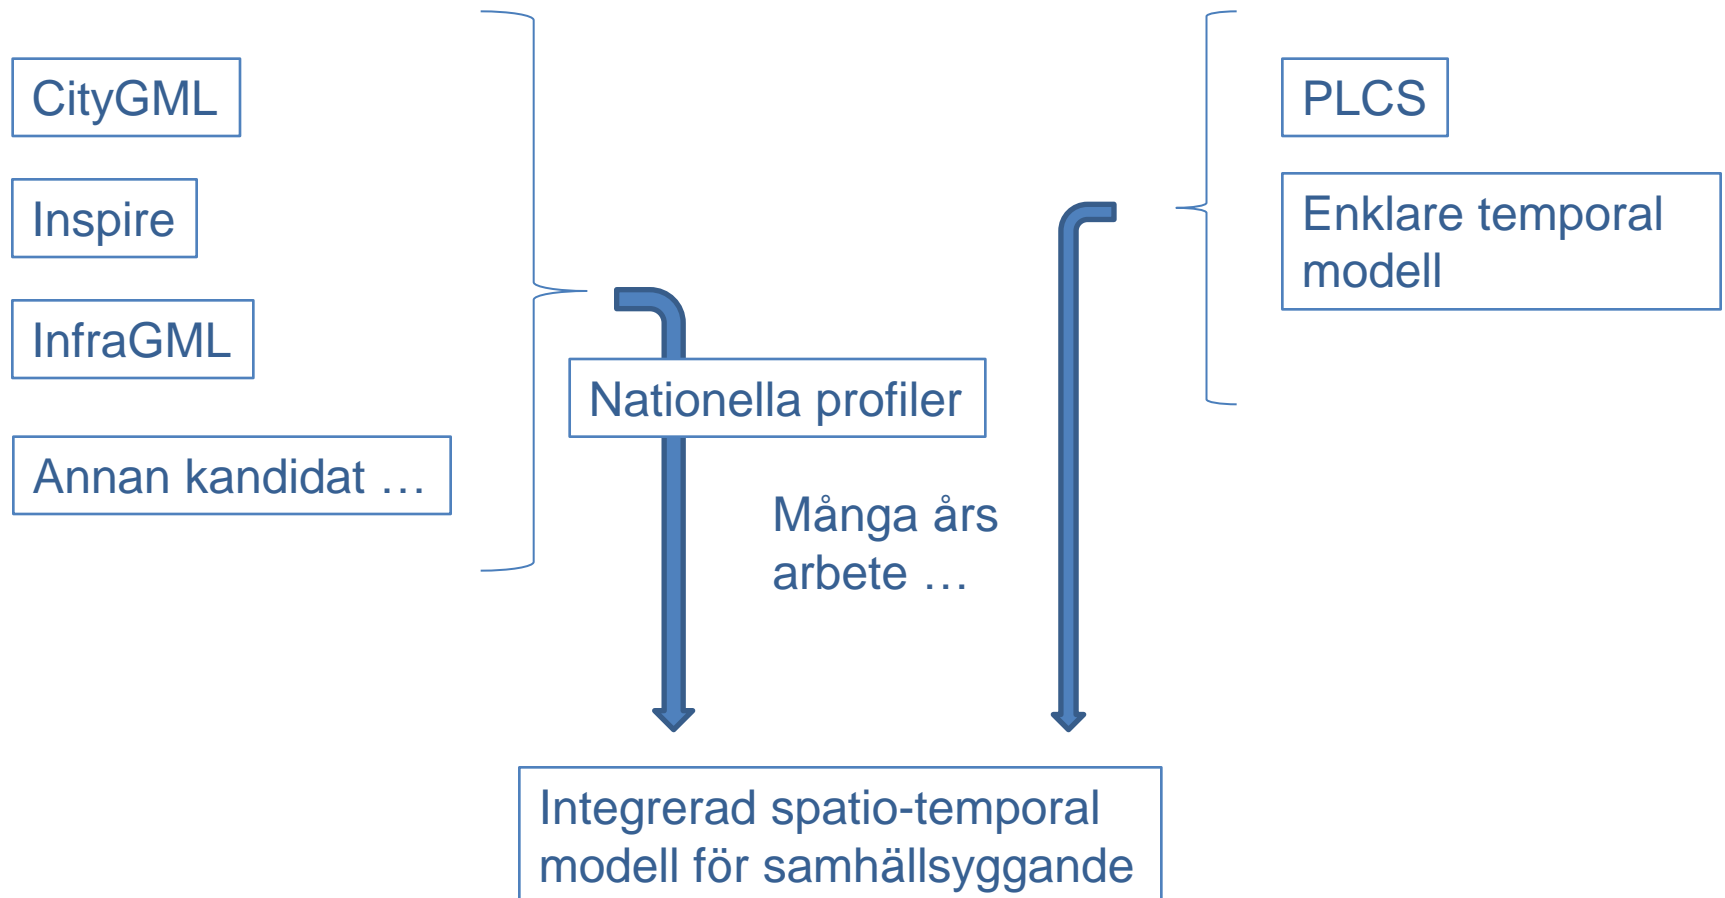 CityGML
Inspire
InfraGML
Annan kandidat …
Nationella profiler
Många års
arbete …
PLCS
Enklare temporal
modell
Integrerad spatio-temporal
modell för samhällsyggande